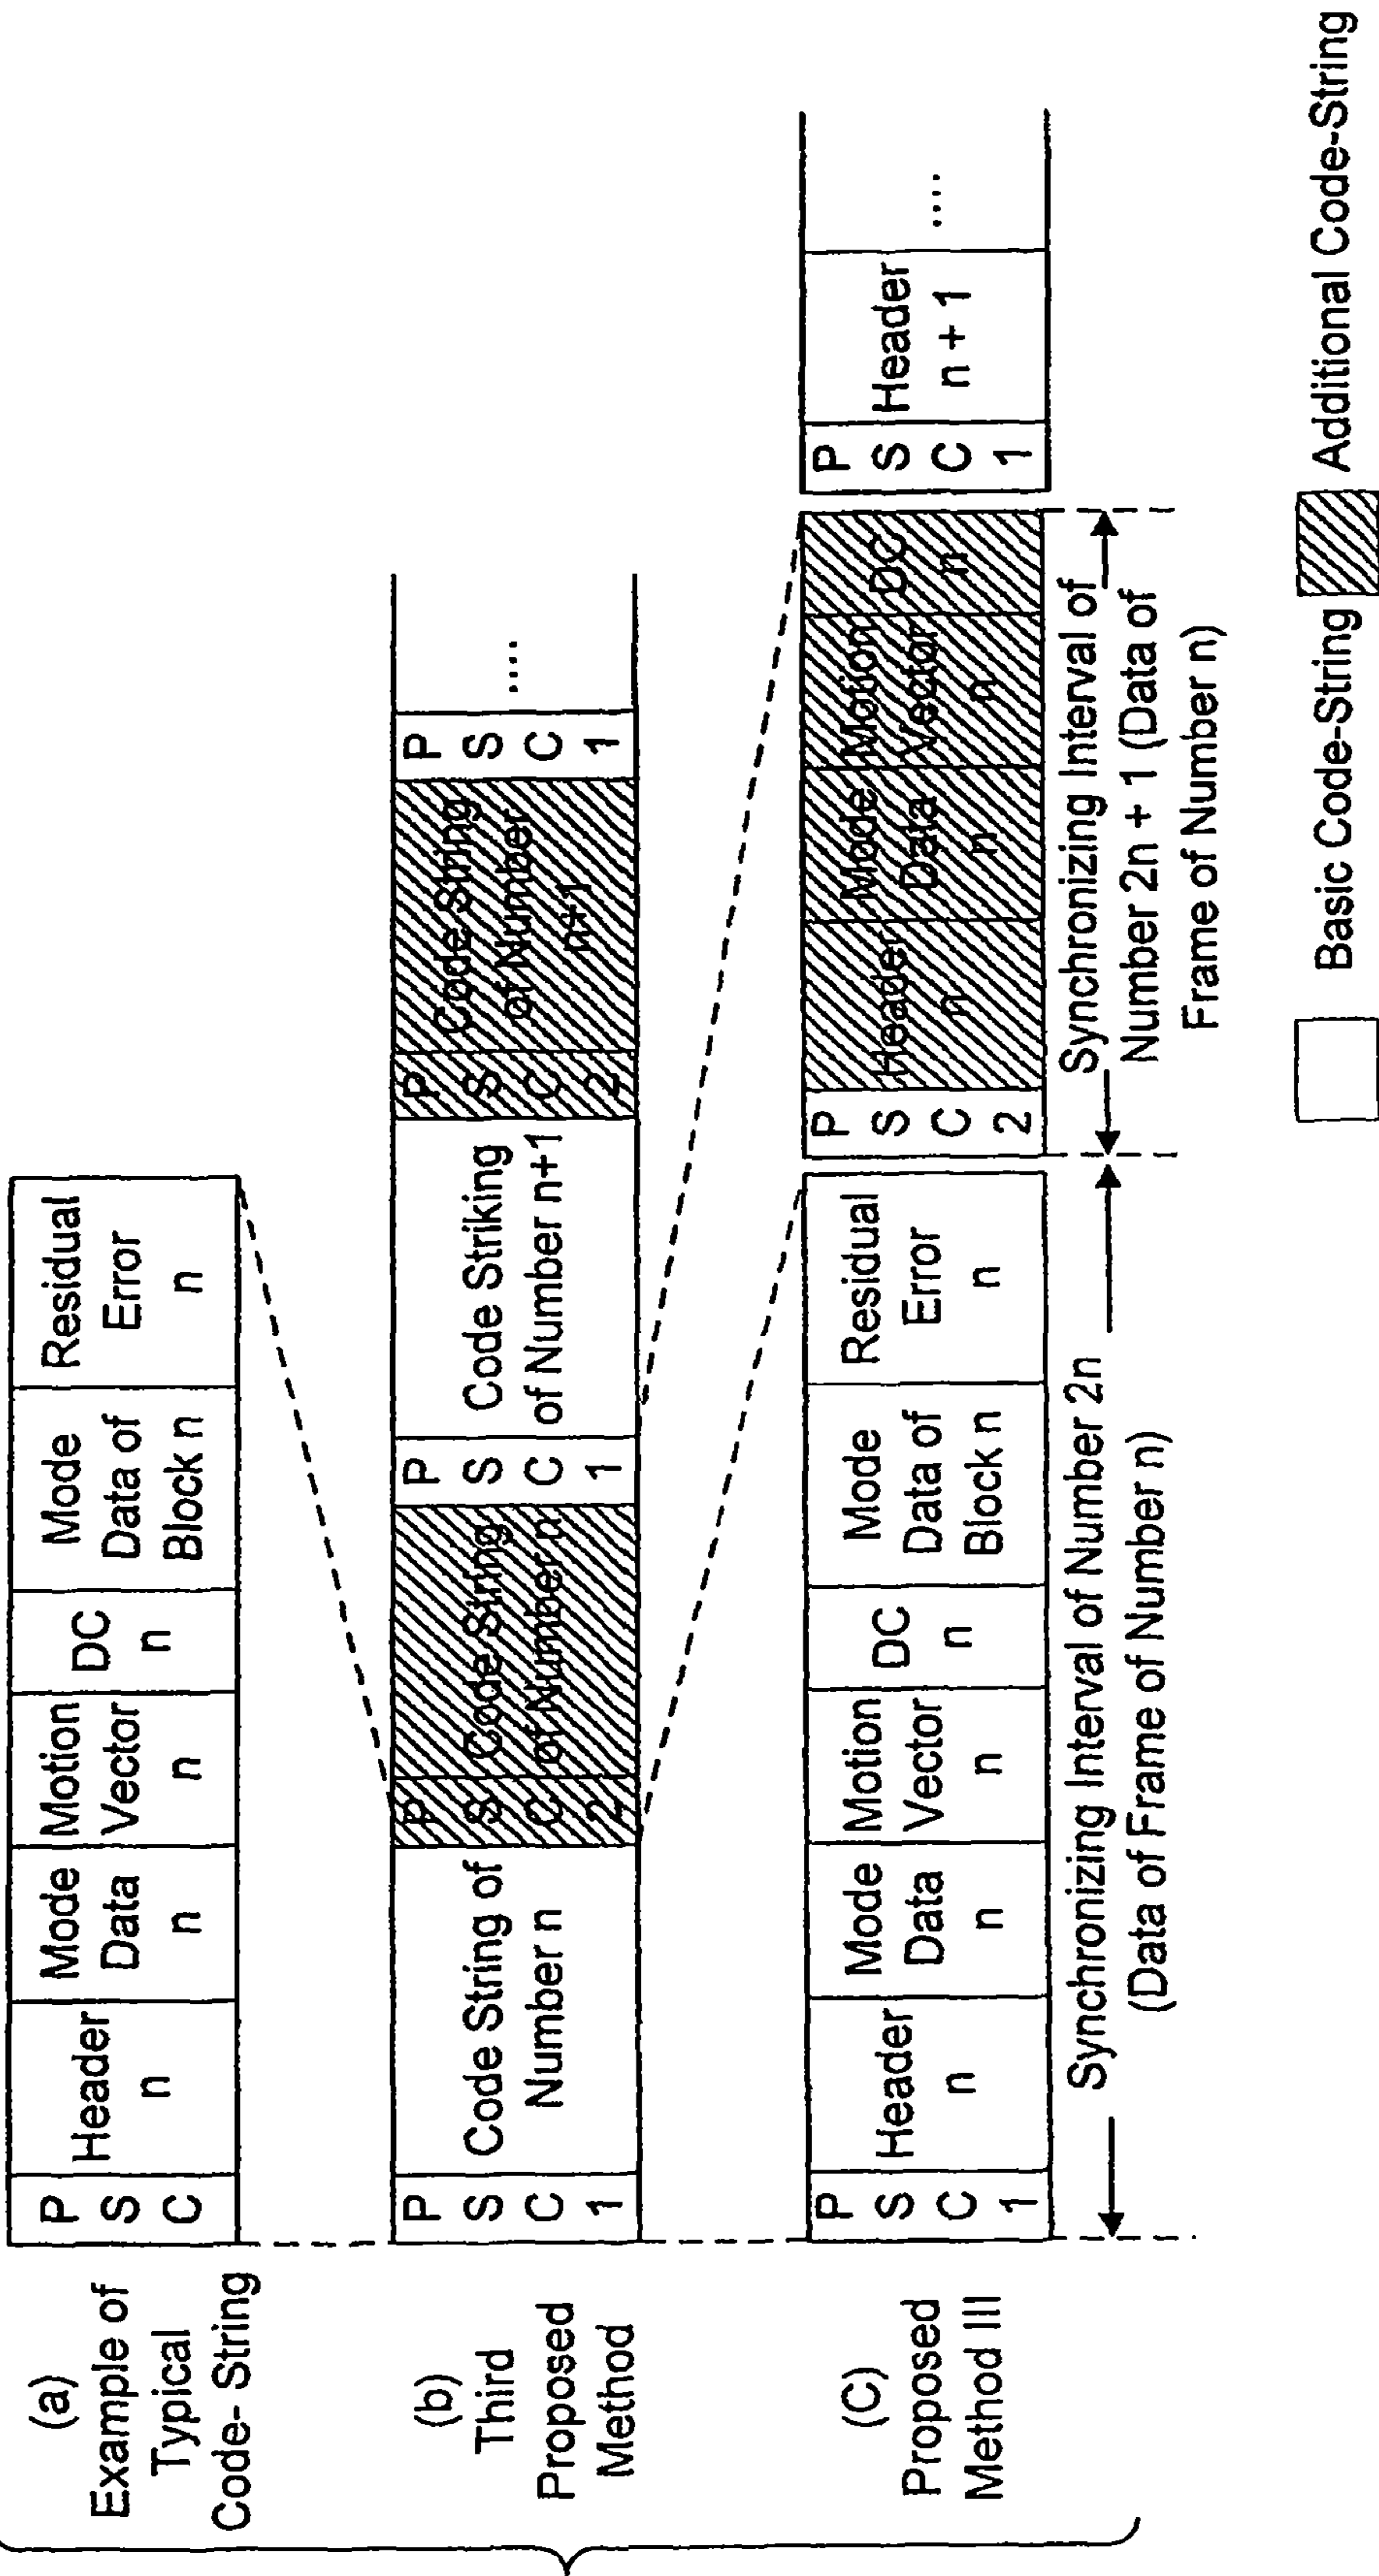 (a)
Example of
Typical
Code- String
P
S
C
Header
n
Mode
Data
n
Motion
Vector
n
DC
n
Mode
Data of
Block n
Residual
Error
n
(b)
Third
Proposed
Method
P
S
C
1
Code String of
Number n
P
S
C
2
Code String
of Number n
P
S
C
1
Code Striking
of Number n+1
P
S
C
2
Code String
of Number
n+1
P
S
C
1
....
(C)
Proposed
Method III
P
S
C
1
Header
n
Mode
Data
n
Motion
Vector
n
DC
n
Mode
Data of
Block n
Residual
Error
n
P
S
C
2
Header
n
Mode
Data
n
Motion
Vector
n
DC
n
P
S
C
1
Header
n + 1
....
Synchronizing Interval of Number 2n
(Data of Frame of Number n)
Synchronizing Interval of
Number 2n + 1 (Data of
Frame of Number n)
Basic Code-String
Additional Code-String